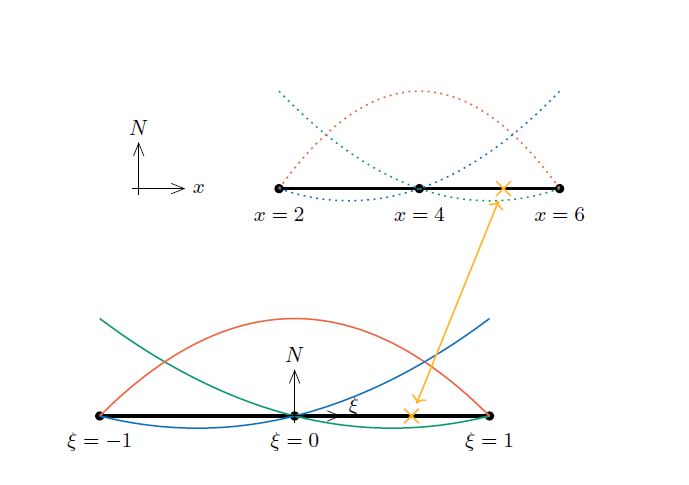 N
x
x = 2
x = 4
x = 6
N
ξ
ξ = −1
ξ = 0
ξ = 1